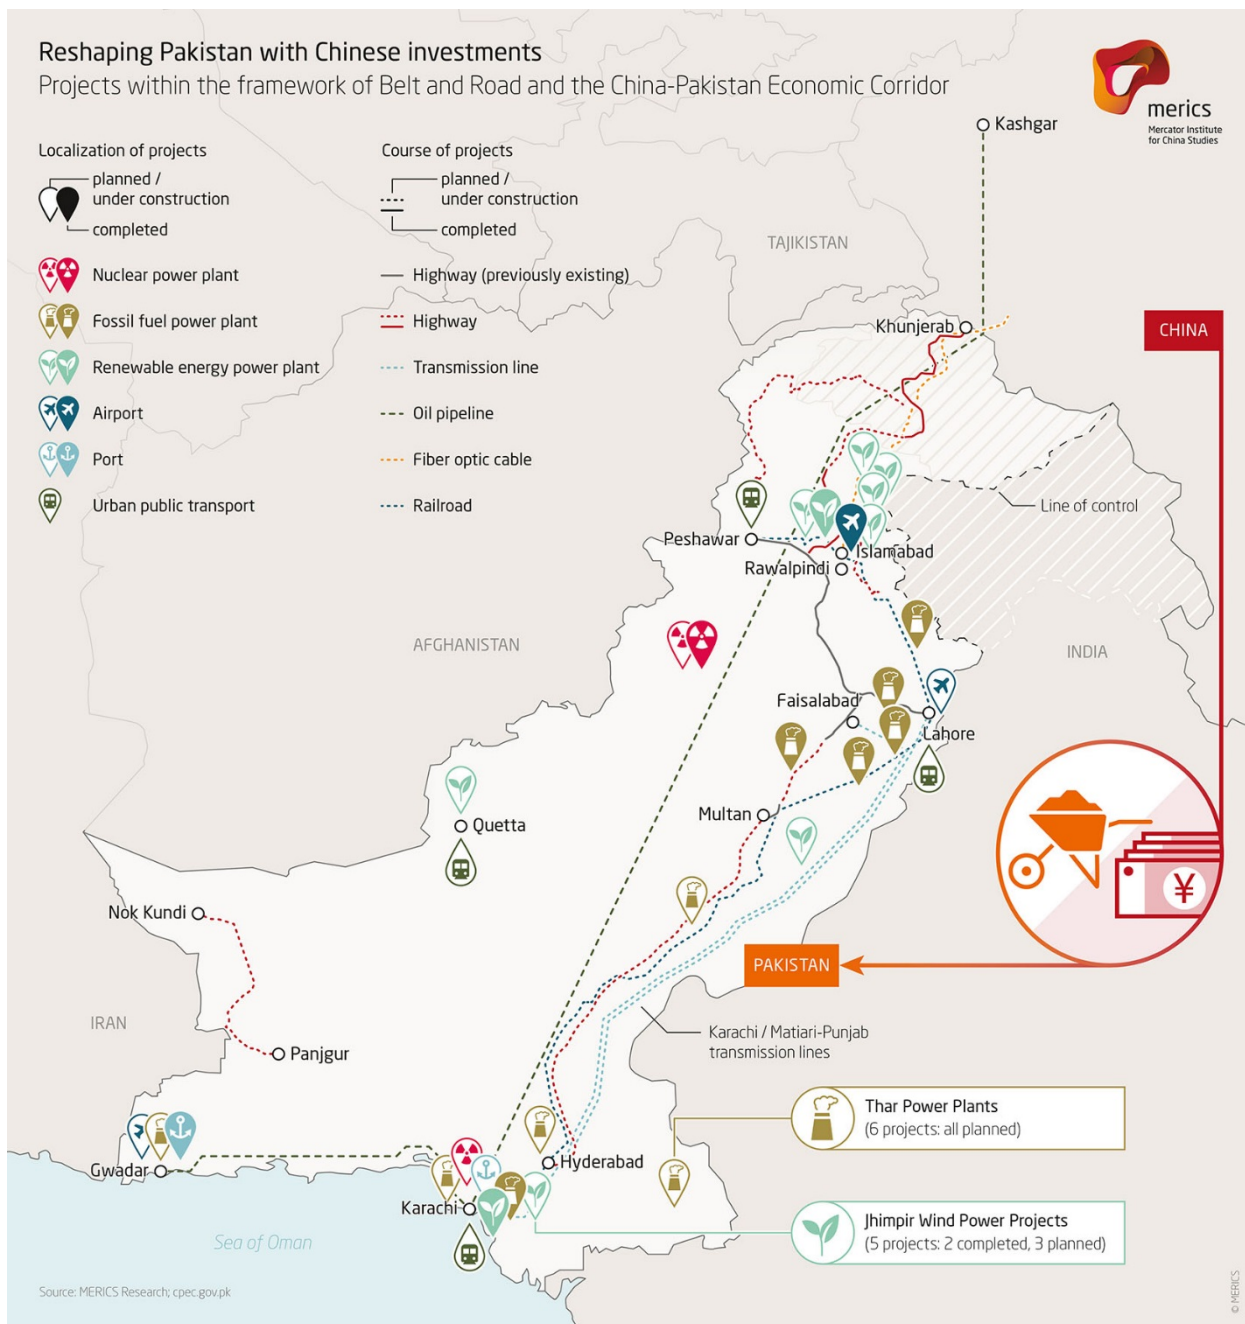 Reshaping Pakistan with Chinese investments
Projects within the framework of Belt and Road and the China-Pakistan Economic Corridor
merics
Mercator Institute
for China Studies
Localization of projects
planned /
under construction
completed
Nuclear power plant
Fossil fuel power plant
Renewable energy power plant
Airport
Port
Urban public transport
Course of projects
planned /
under construction
completed
Highway (previously existing)
Highway
Transmission line
Oil pipeline
Fiber optic cable
Railroad
Kashgar
TAJIKISTAN
Khunjerab
CHINA
Line of control
Peshawar
Islamabad
Rawalpindi
AFGHANISTAN
INDIA
Faisalabad
Lahore
Multan
Quetta
¥
Nok Kundi
PAKISTAN
IRAN
Karachi / Matiari-Punjab
transmission lines
Panjgur
Thar Power Plants
(6 projects: all planned)
Gwadar
Hyderabad
Karachi
Jhimpir Wind Power Projects
(5 projects: 2 completed, 3 planned)
Sea of Oman
Source: MERICS Research; cpec.gov.pk
© MERICS